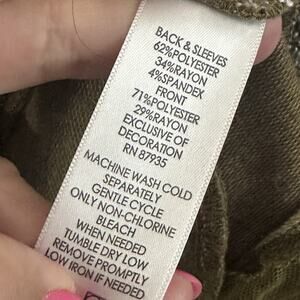 BACK & SLEEVES
62%POLYESTER
34%RAYON
4%SPANDEX
FRONT
71%POLYESTER
29%RAYON
EXCLUSIVE OF
DECORATION
RN 87935
MACHINE WASH COLD
SEPARATELY
GENTLE CYCLE
ONLY NON-CHLORINE
BLEACH
WHEN NEEDED
TUMBLE DRY LOW
REMOVE PROMPTLY
LOW IRON IF NEEDED